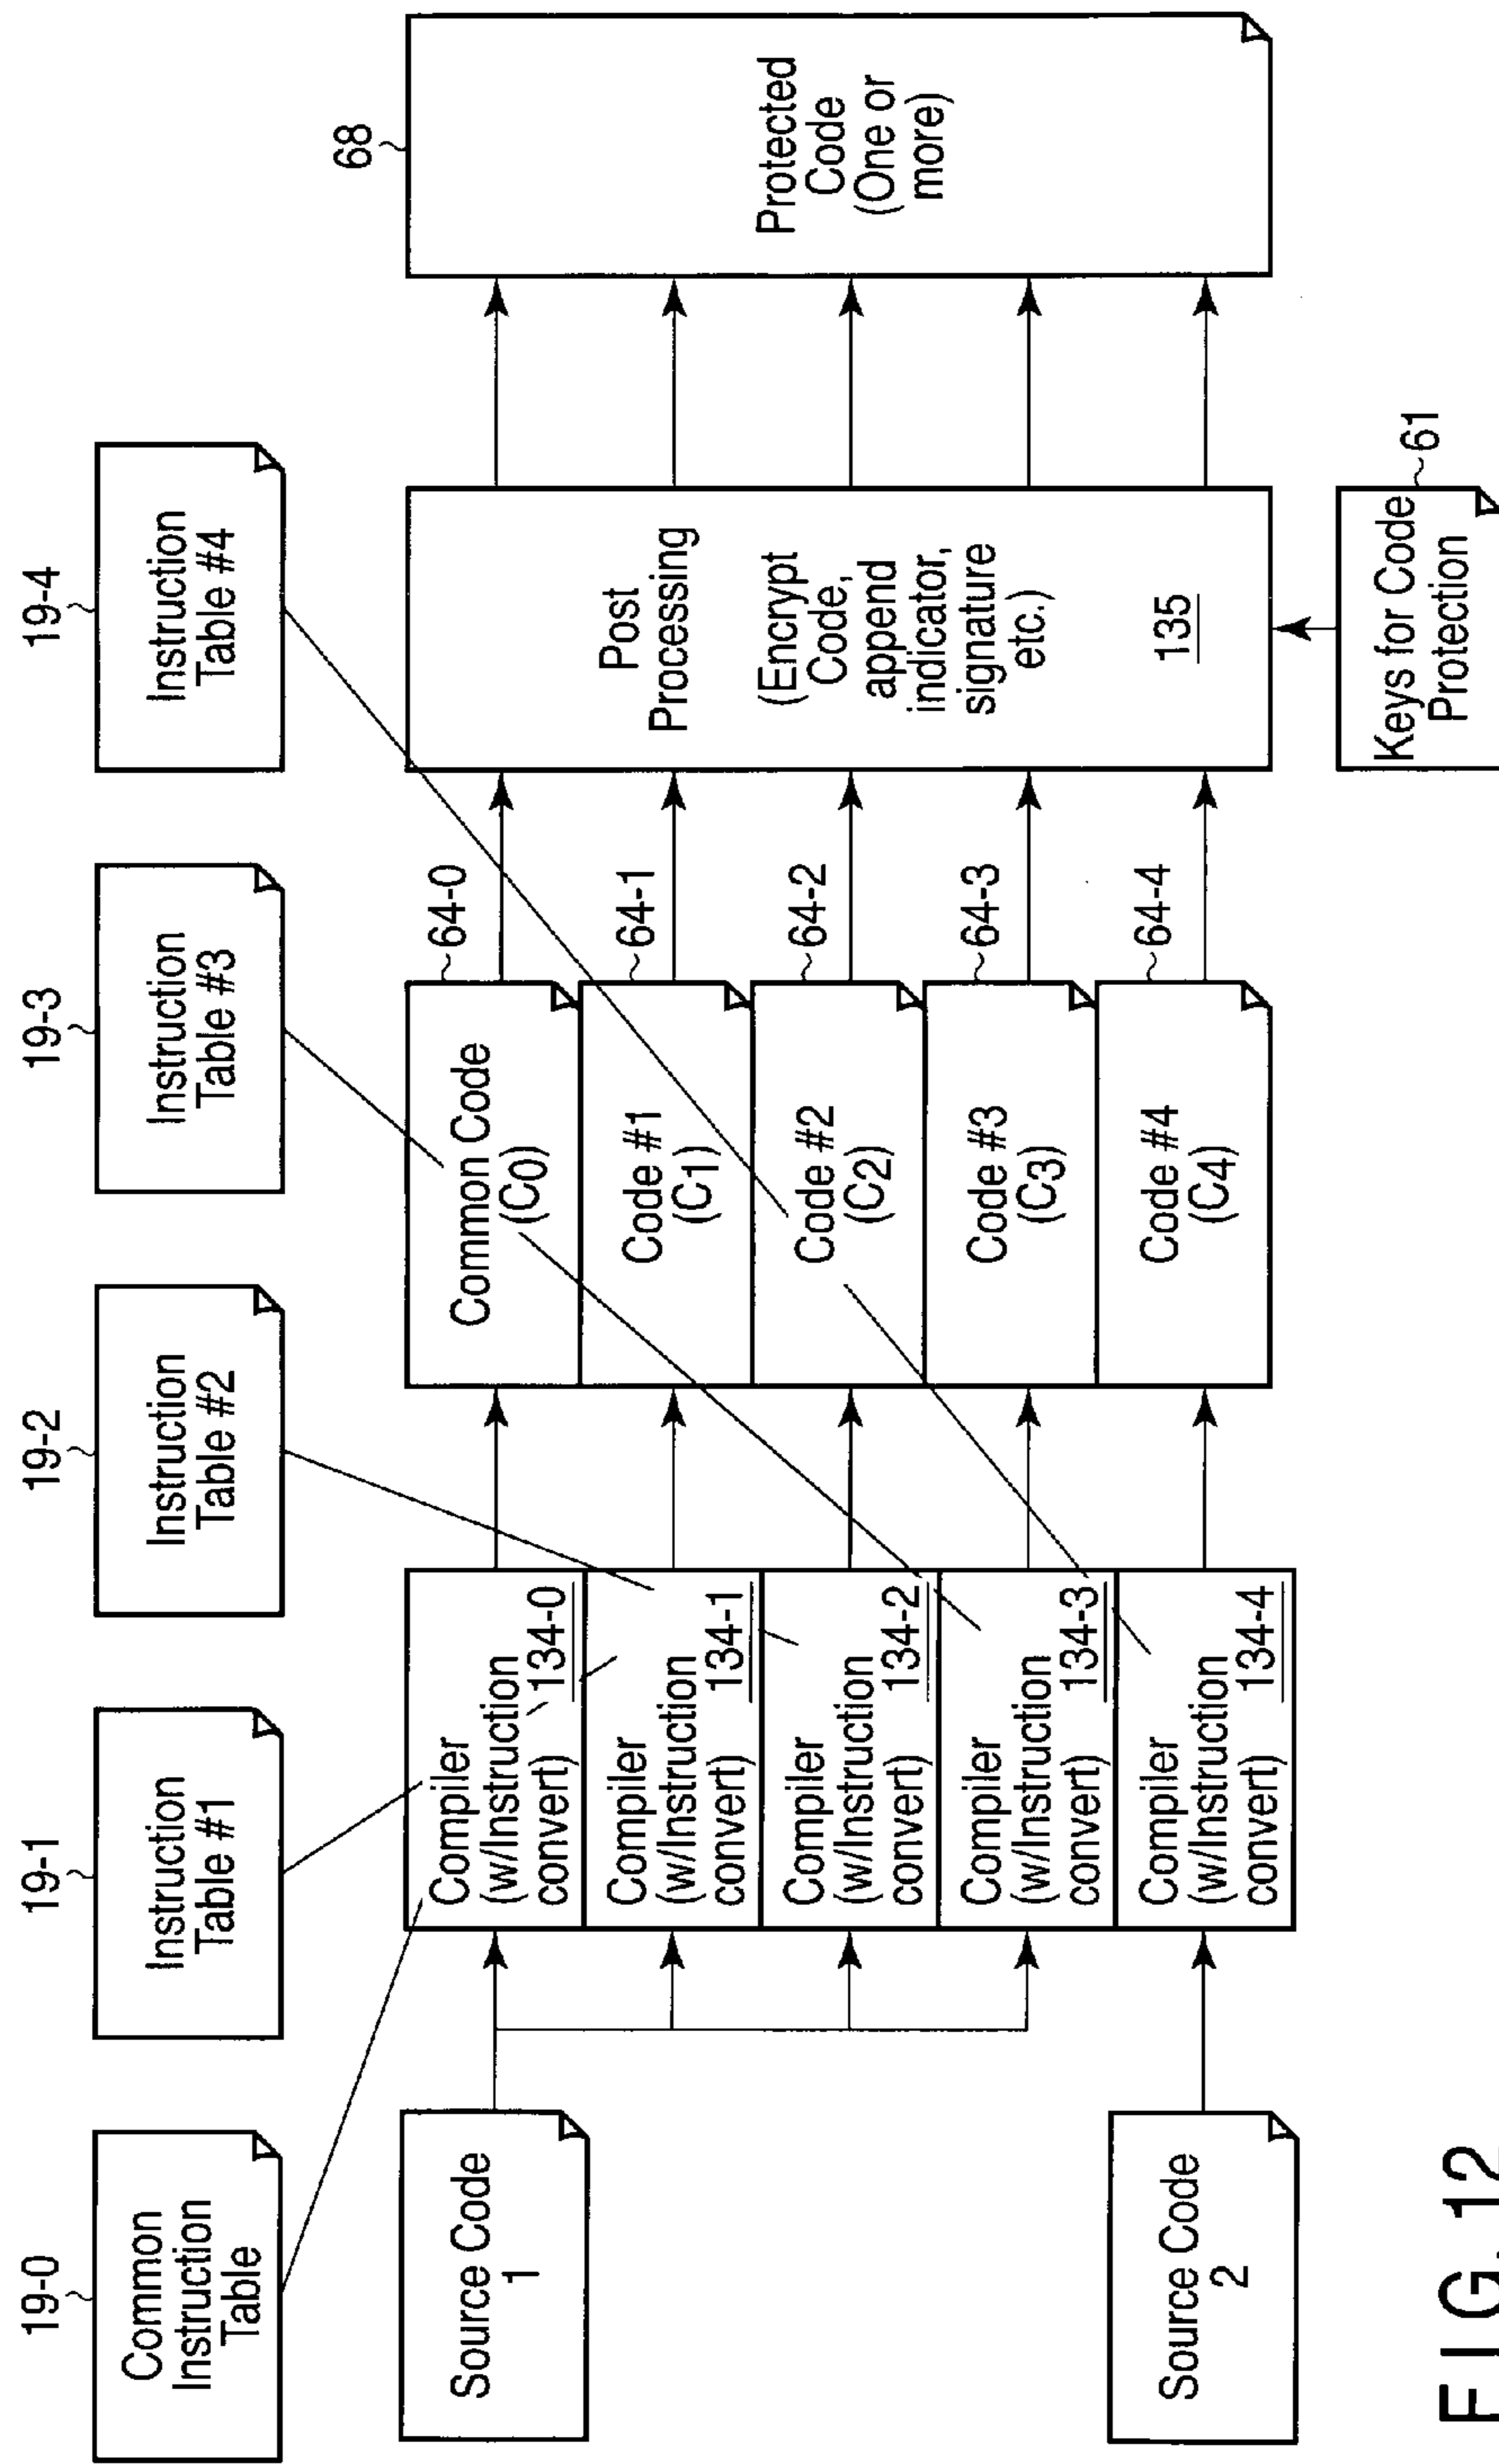 19-0
Common
Instruction
Table
19-1
Instruction
Table #1
19-2
Instruction
Table #2
19-3
Instruction
Table #3
19-4
Instruction
Table #4
Source Code
1
Source Code
2
Compiler
(w/Instruction
convert) 134-0
Compiler
(w/Instruction
convert) 134-1
Compiler
(w/Instruction
convert) 134-2
Compiler
(w/Instruction
convert) 134-3
Compiler
(w/Instruction
convert) 134-4
Common Code
(C0)
64-0
Code #1
(C1)
64-1
Code #2
(C2)
64-2
Code #3
(C3)
64-3
Code #4
(C4)
64-4
Post
Processing
(Encrypt
Code,
append
indicator,
signature
etc.)
135
Keys for Code
Protection
61
68
Protected
Code
(One or
more)
FIG. 12